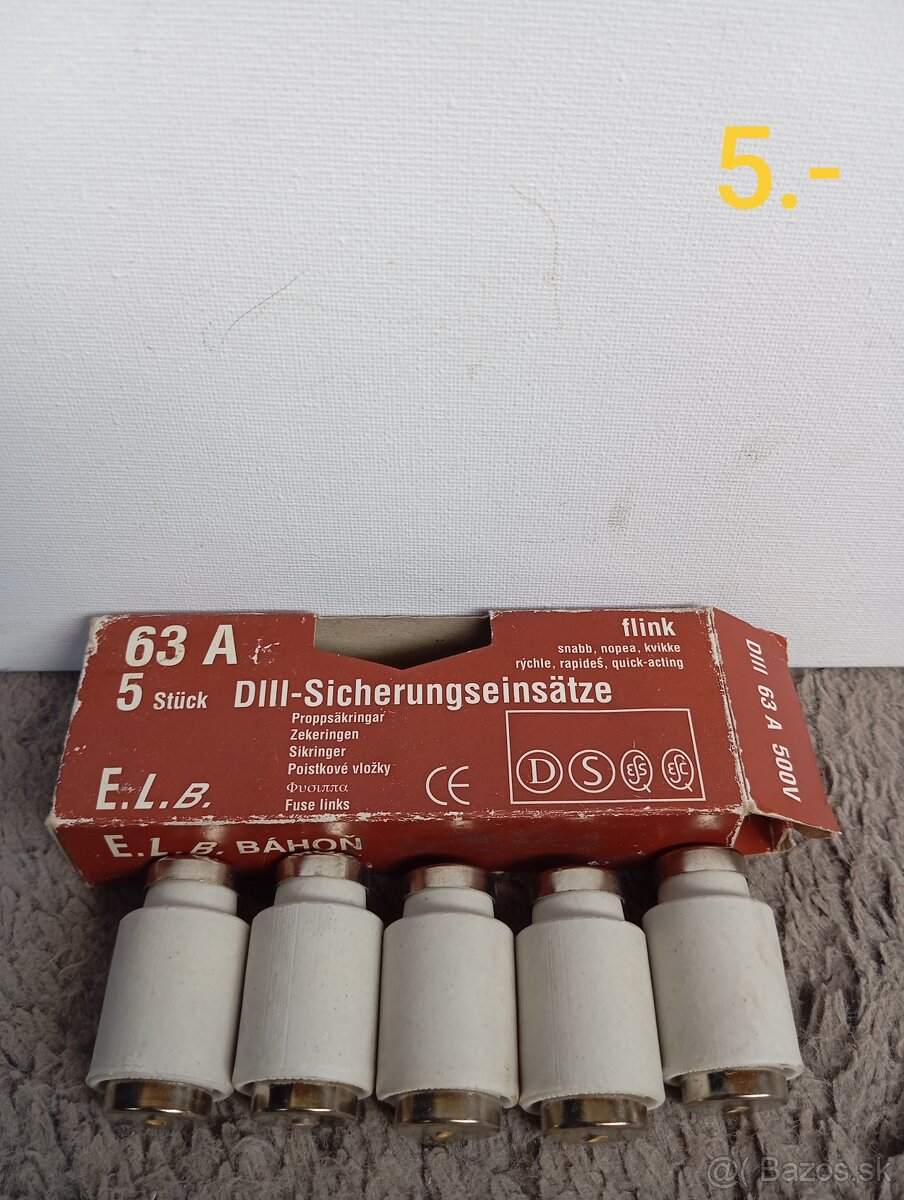 5.-
63 A
5 Stück DIII-Sicherungseinsätze
Proppsäkringar
Zekeringen
Sikringer
Poistkové vložky
Φυσιππα
Fuse links
flink
snabb, nopea, kvikke
rýchle, rapideš, quick-acting
E.L.B.
CE
D S
E.L.B. BÁHOŇ
DIII 63 A 500V
@ Bazos.sk